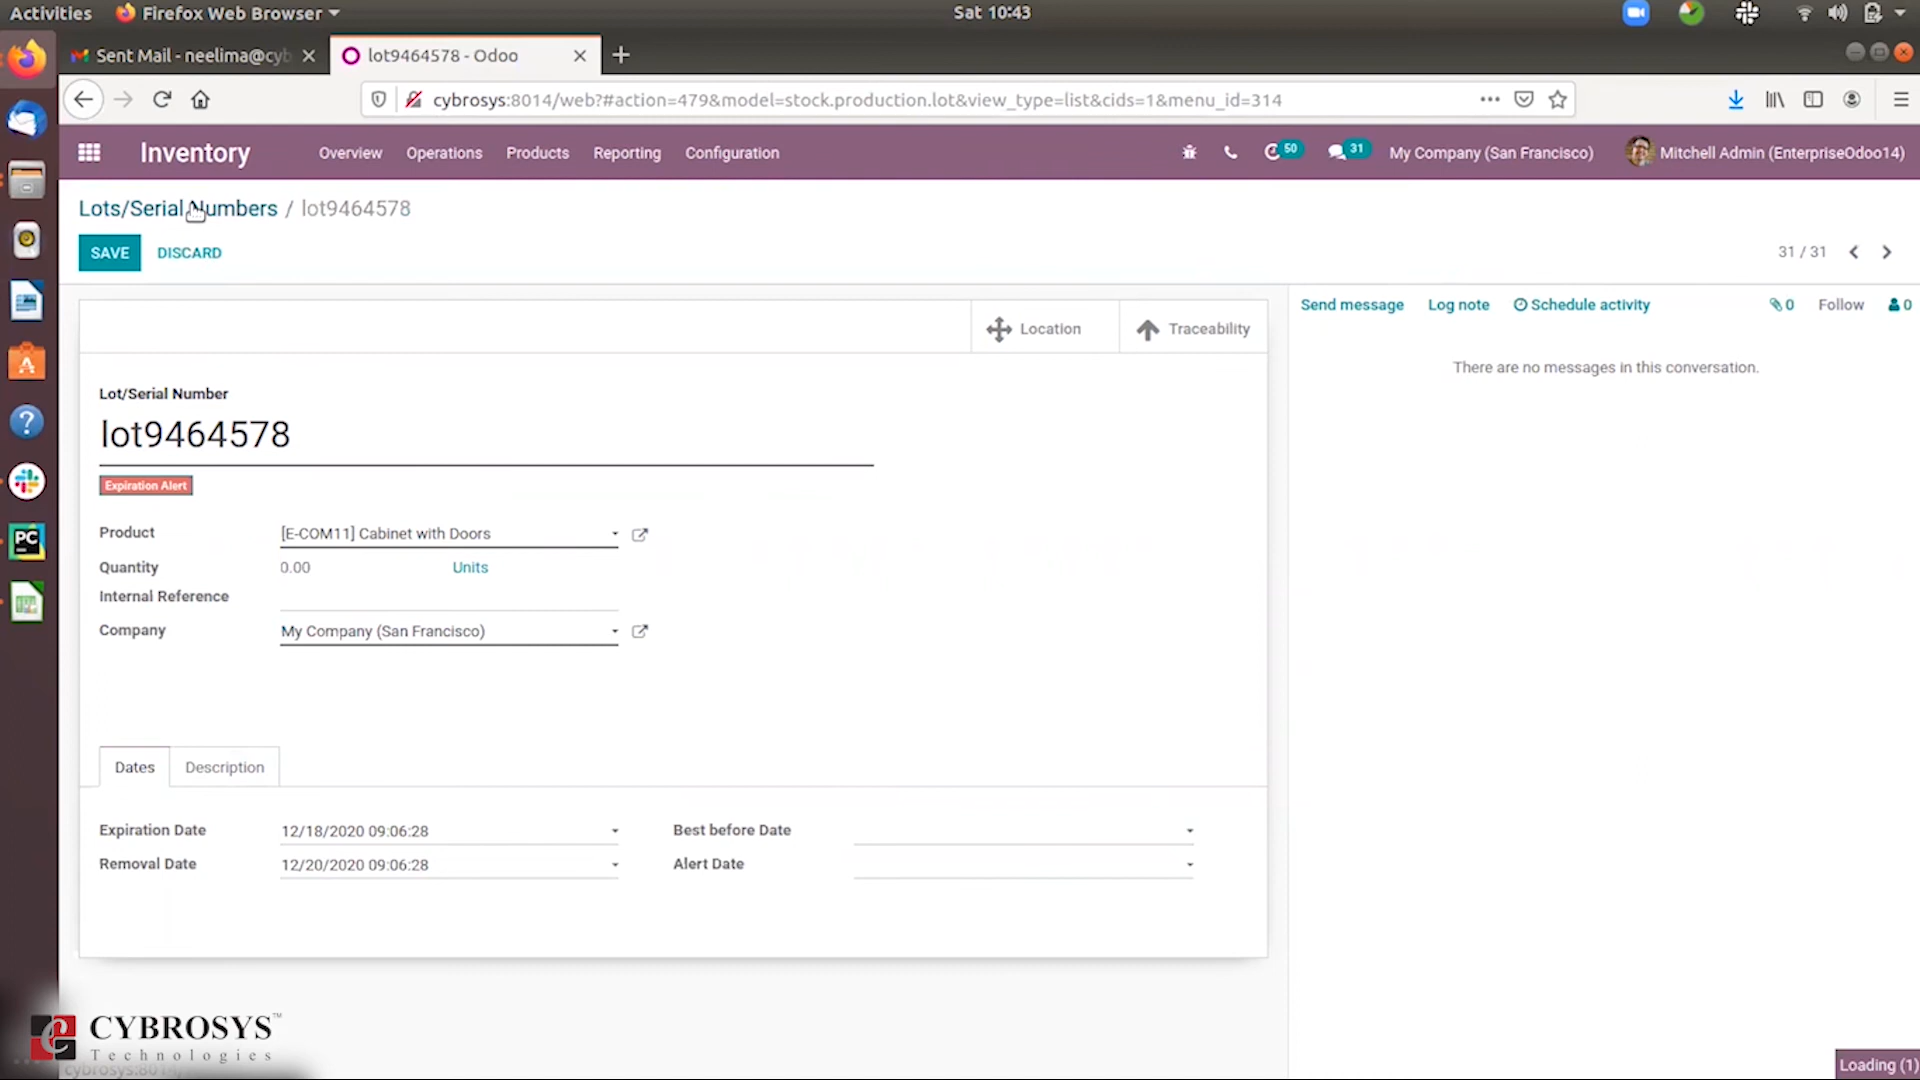 Activities Firefox Web Browser Sat 10:43
Sent Mail - neelima@cyb lot9464578 - Odoo
cybrosys:8014/web?#action=479&model=stock.production.lot&view_type=list&cids=1&menu_id=314
Inventory Overview Operations Products Reporting Configuration 50 31 My Company (San Francisco) Mitchell Admin (EnterpriseOdoo14)
Lots/Serial Numbers / lot9464578
SAVE DISCARD 31 / 31
Location Traceability Send message Log note Schedule activity 0 Follow 0
There are no messages in this conversation.
Lot/Serial Number
lot9464578
Expiration Alert
Product [E-COM11] Cabinet with Doors
Quantity 0.00 Units
Internal Reference
Company My Company (San Francisco)
Dates Description
Expiration Date 12/18/2020 09:06:28 Best before Date
Removal Date 12/20/2020 09:06:28 Alert Date
CYBROSYS™
Technologies
cybrosys:8014/
Loading (1)
PC